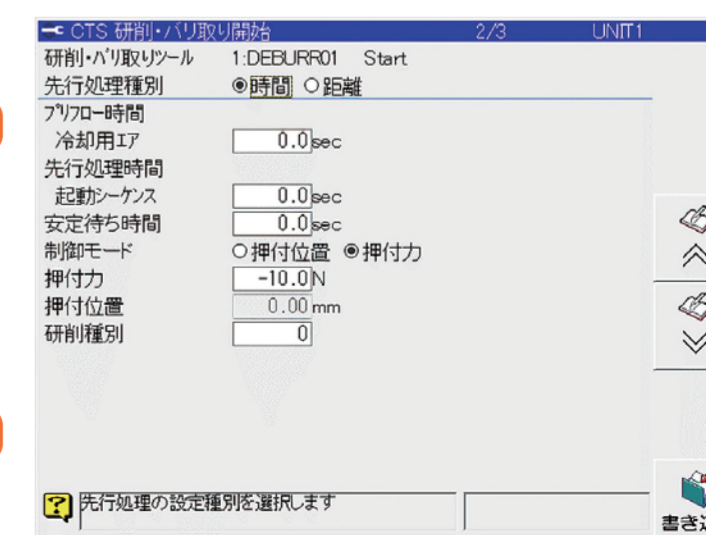 CTS 研削・バリ取り開始 2/3 UNIT1
研削・バリ取りツール 1:DEBURR01 Start
先行処理種別 時間 距離
プリフロー時間
冷却用エア 0.0 sec
先行処理時間
起動シーケンス 0.0 sec
安定待ち時間 0.0 sec
制御モード 押付位置 押付力
押付力 -10.0 N
押付位置 0.00 mm
研削種別 0
先行処理の設定種別を選択します
書き込